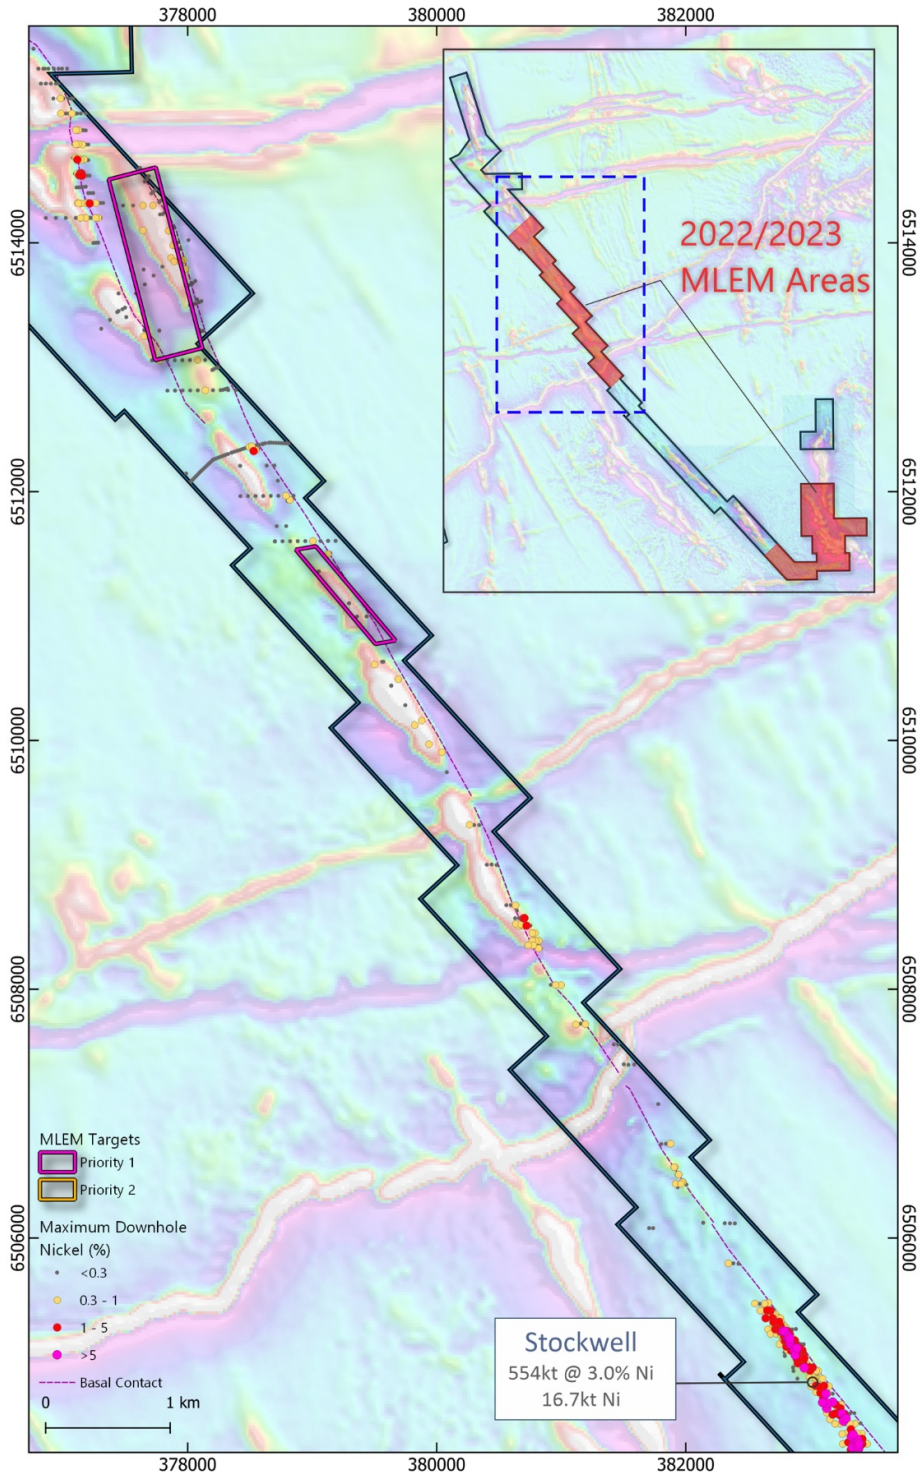 378000
380000
382000
6514000
6514000
2022/2023
MLEM Areas
6512000
6512000
6510000
6510000
6508000
6508000
MLEM Targets
Priority 1
Priority 2
Maximum Downhole
Nickel (%)
<0.3
0.3 - 1
1 - 5
>5
Basal Contact
0
1 km
6506000
6506000
Stockwell
554kt @ 3.0% Ni
16.7kt Ni
378000
380000
382000